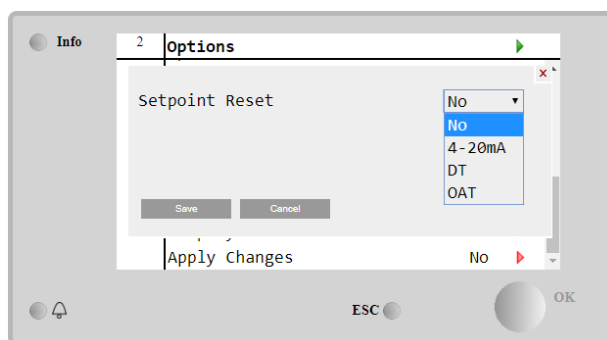 Info
2 Options
x
Setpoint Reset No
No
4-20mA
DT
OAT
Save Cancel
Apply Changes No
OK
ESC